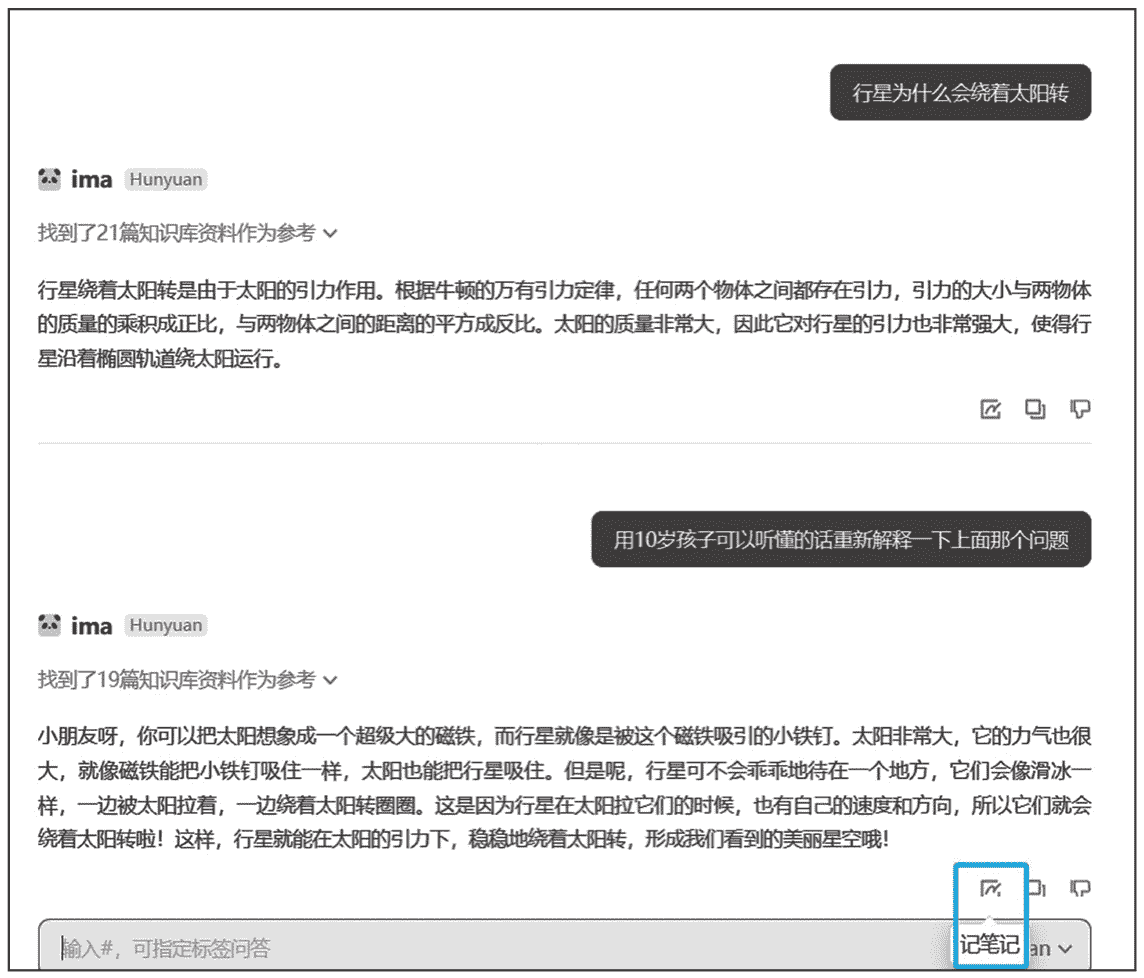 行星为什么会绕着太阳转
ima Hunyuan
找到了21篇知识库资料作为参考
行星绕着太阳转是由于太阳的引力作用。根据牛顿的万有引力定律，任何两个物体之间都存在引力，引力的大小与两物体
的质量的乘积成正比，与两物体之间的距离的平方成反比。太阳的质量非常大，因此它对行星的引力也非常强大，使得行
星沿着椭圆轨道绕太阳运行。
用10岁孩子可以听懂的话重新解释一下上面那个问题
ima Hunyuan
找到了19篇知识库资料作为参考
小朋友呀，你可以把太阳想象成一个超级大的磁铁，而行星就像是被这个磁铁吸引的小铁钉。太阳非常大，它的力气也很
大，就像磁铁能把小铁钉吸住一样，太阳也能把行星吸住。但是呢，行星可不会乖乖地待在一个地方，它们会像滑冰一
样，一边被太阳拉着，一边绕着太阳转圈圈。这是因为行星在太阳拉它们的时候，也有自己的速度和方向，所以它们就会
绕着太阳转啦！这样，行星就能在太阳的引力下，稳稳地绕着太阳转，形成我们看到的美丽星空哦！
输入#，可指定标签问答
记笔记 an